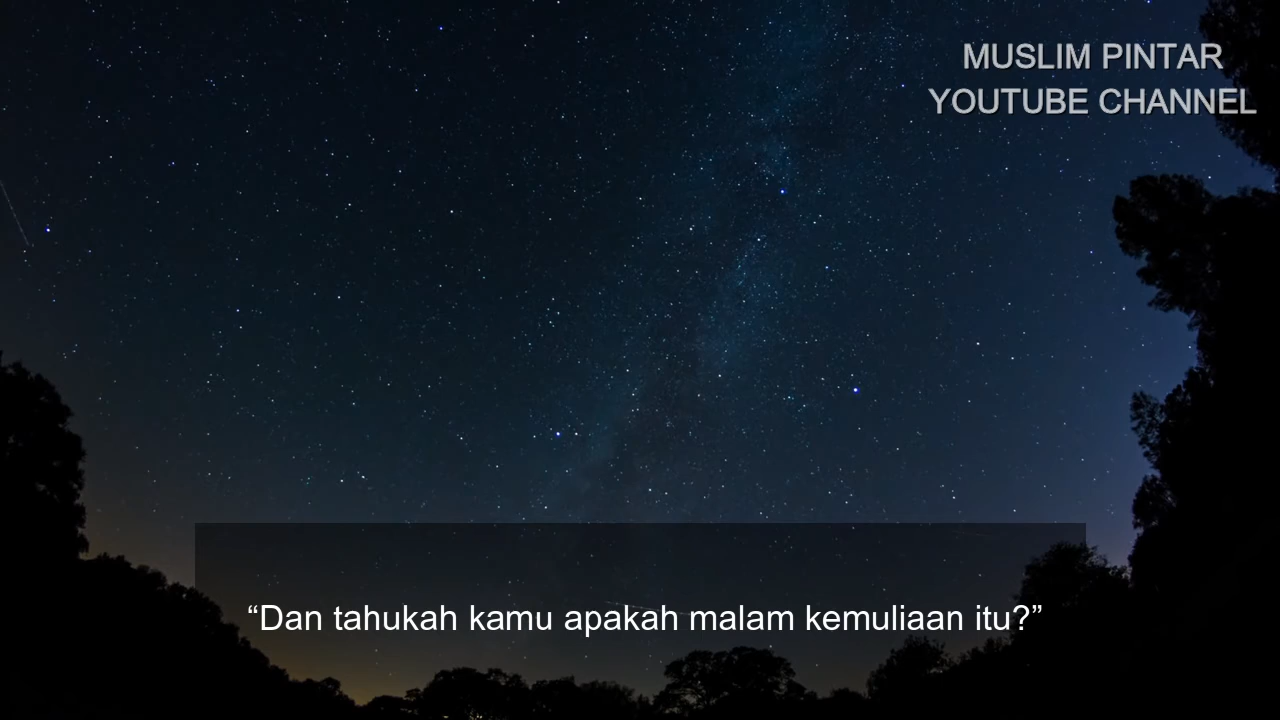 MUSLIM PINTAR
YOUTUBE CHANNEL
“Dan tahukah kamu apakah malam kemuliaan itu?”